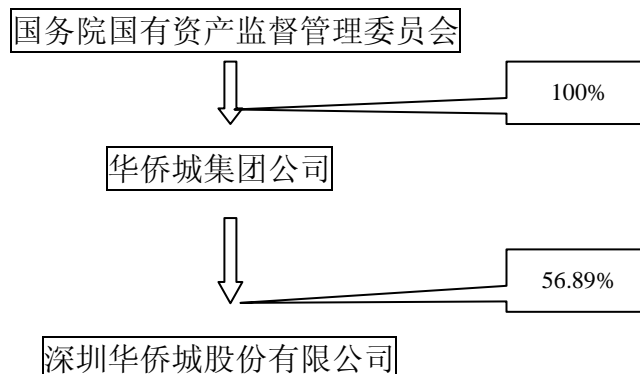 国务院国有资产监督管理委员会
100%
华侨城集团公司
56.89%
深圳华侨城股份有限公司